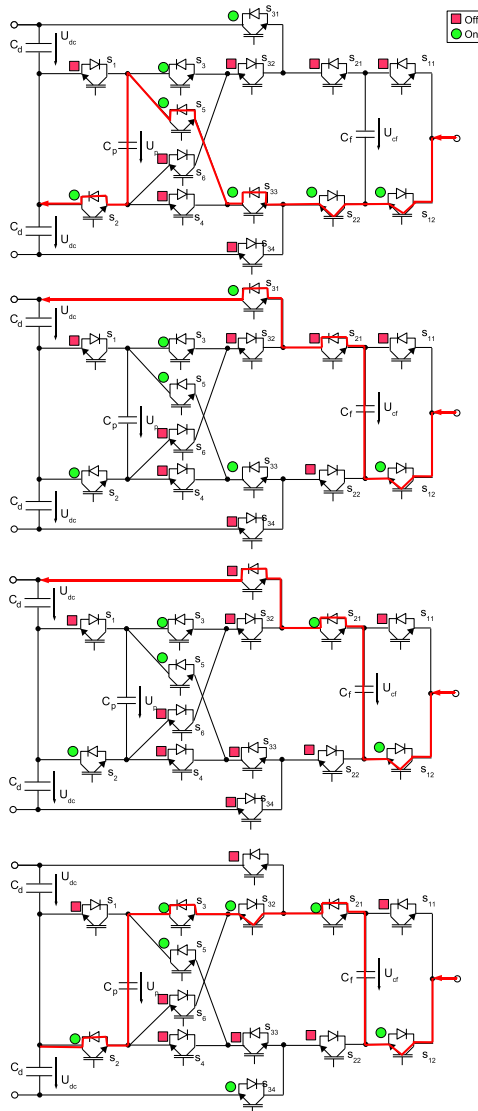 S31
Off
On
Cd Udc
S1 S3 S32 S21 S11
S5
Cp Up Cf Ucf
S6
S33
S2 S4 S22 S12
Cd Udc
S34
S31
Cd Udc
S1 S3 S32 S21 S11
S5
Cp Up Cf Ucf
S6
S33
S2 S4 S22 S12
Cd Udc
S34
Cd Udc
S1 S3 S32 S21 S11
S5
Cp Up Cf Ucf
S6
S33
S2 S4 S22 S12
Cd Udc
S34
Cd Udc
S1 S3 S32 S21 S11
S5
Cp Up Cf Ucf
S6
S33
S2 S4 S22 S12
Cd Udc
S34